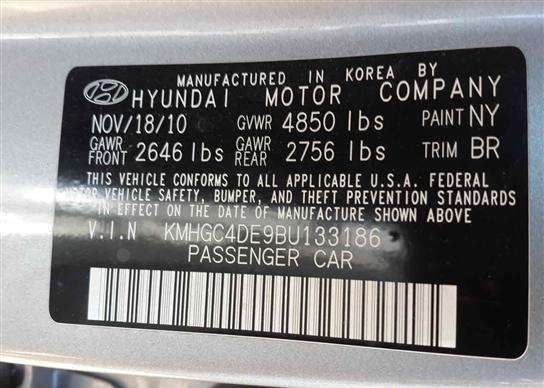 MANUFACTURED IN KOREA BY
HYUNDAI MOTOR COMPANY
NOV/18/10 GVWR 4850 lbs PAINT NY
GAWR FRONT 2646 lbs GAWR REAR 2756 lbs TRIM BR
THIS VEHICLE CONFORMS TO ALL APPLICABLE U.S.A. FEDERAL
MOTOR VEHICLE SAFETY, BUMPER, AND THEFT PREVENTION STANDARDS
IN EFFECT ON THE DATE OF MANUFACTURE SHOWN ABOVE
V.I.N KMHGC4DE9BU133186
PASSENGER CAR